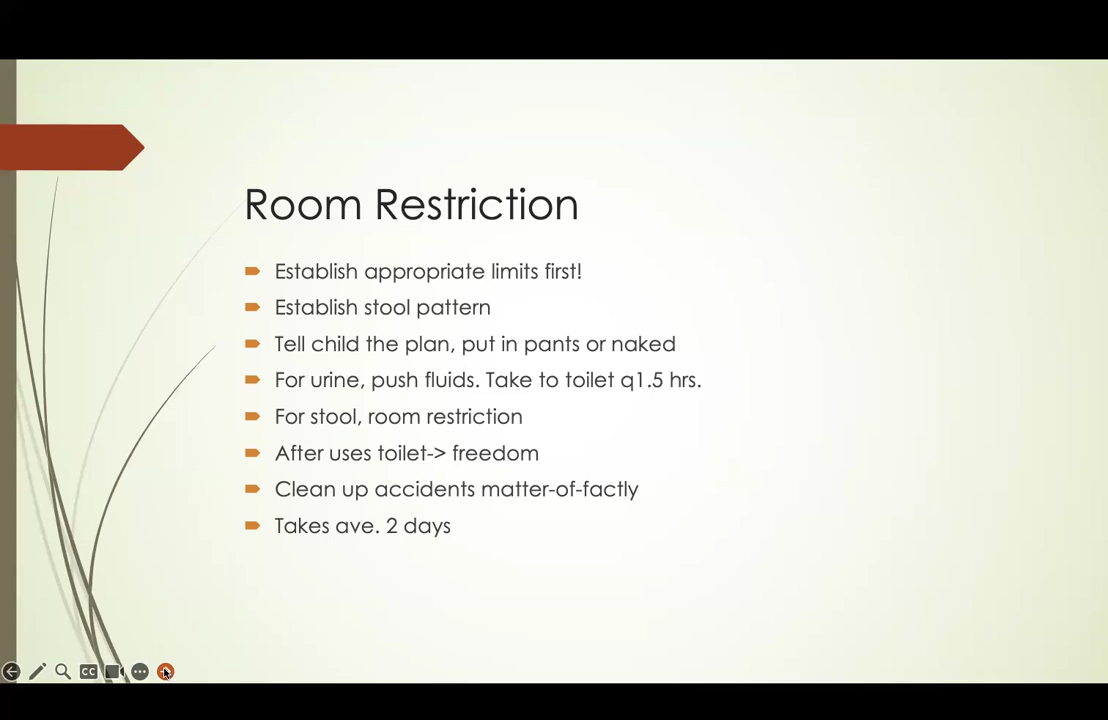 Room Restriction
Establish appropriate limits first!
Establish stool pattern
Tell child the plan, put in pants or naked
For urine, push fluids. Take to toilet q1.5 hrs.
For stool, room restriction
After uses toilet-> freedom
Clean up accidents matter-of-factly
Takes ave. 2 days
CC